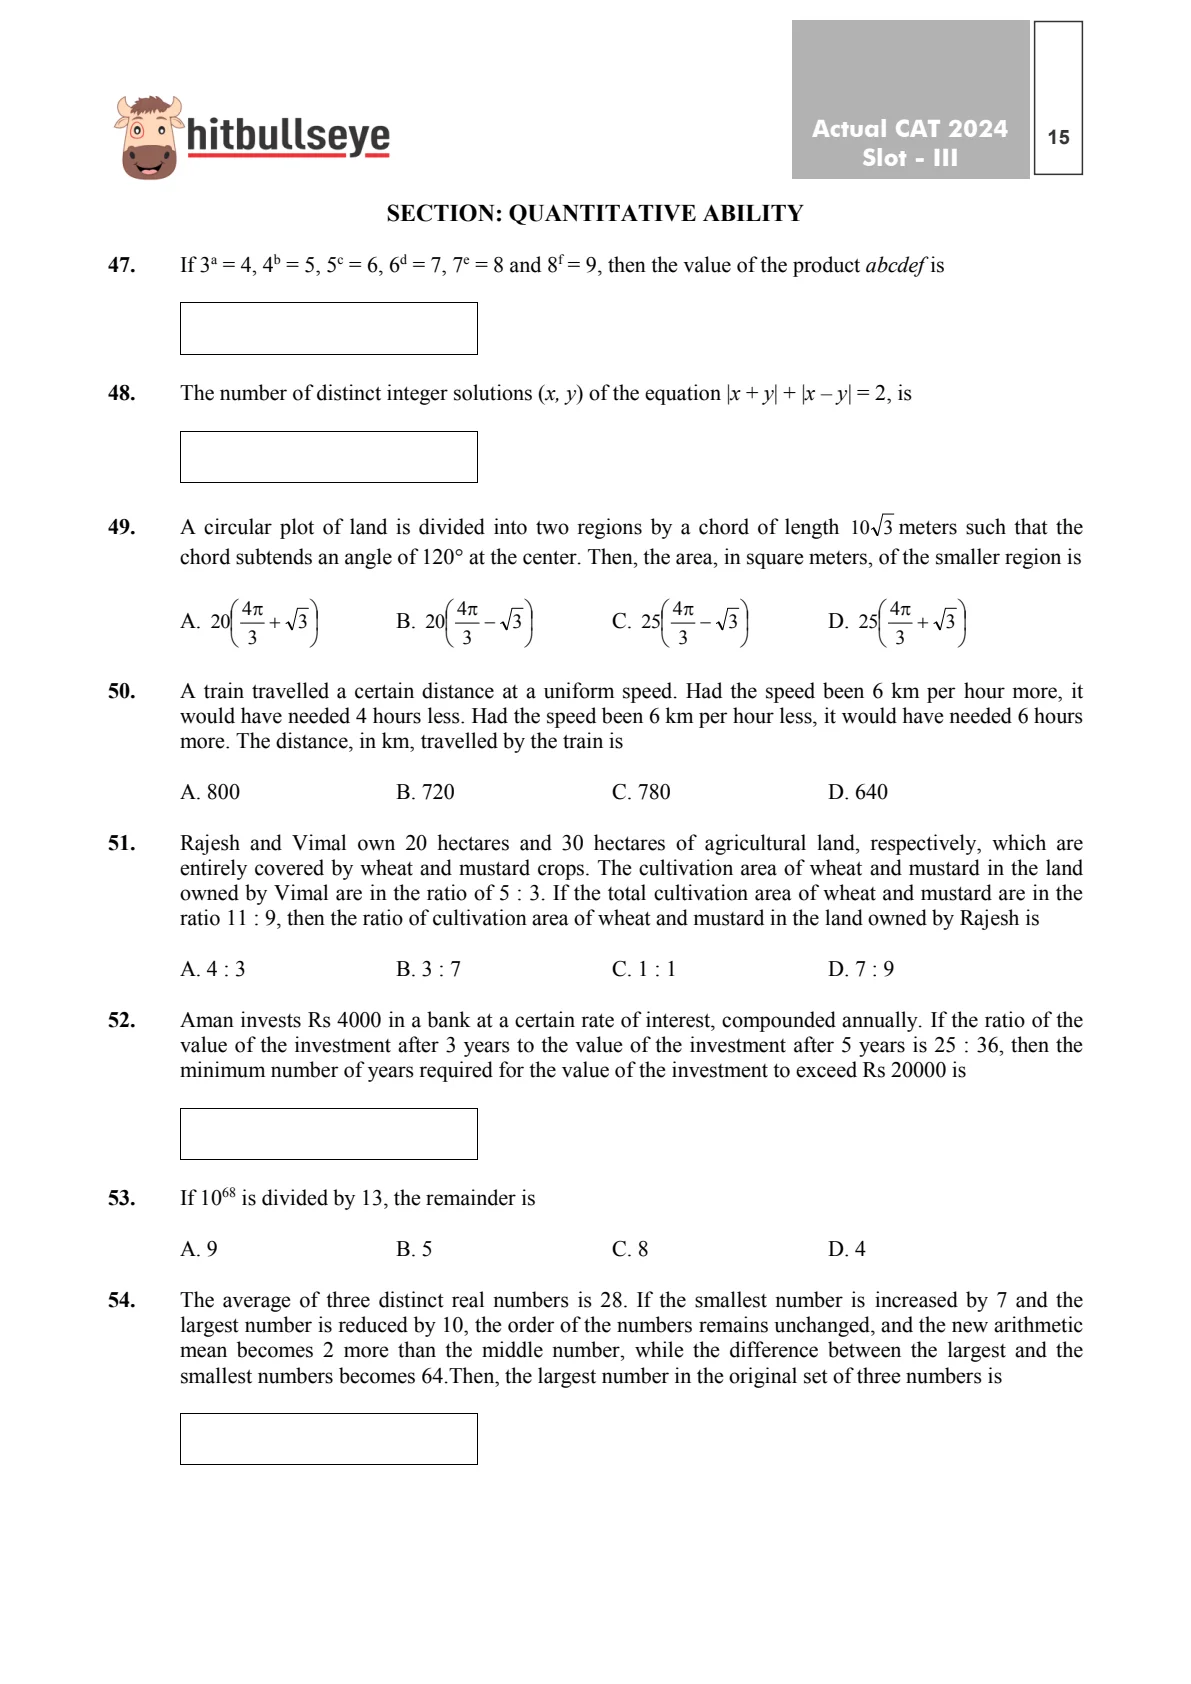 hitbullseye
Actual CAT 2024
Slot - III
15
SECTION: QUANTITATIVE ABILITY
47. If 3ᵃ = 4, 4ᵇ = 5, 5ᶜ = 6, 6ᵈ = 7, 7ᵉ = 8 and 8ᶠ = 9, then the value of the product abcdef is
48. The number of distinct integer solutions (x, y) of the equation |x + y| + |x – y| = 2, is
49. A circular plot of land is divided into two regions by a chord of length 10√3 meters such that the
chord subtends an angle of 120° at the center. Then, the area, in square meters, of the smaller region is
A. 20(4π/3 + √3) B. 20(4π/3 − √3) C. 25(4π/3 − √3) D. 25(4π/3 + √3)
50. A train travelled a certain distance at a uniform speed. Had the speed been 6 km per hour more, it
would have needed 4 hours less. Had the speed been 6 km per hour less, it would have needed 6 hours
more. The distance, in km, travelled by the train is
A. 800 B. 720 C. 780 D. 640
51. Rajesh and Vimal own 20 hectares and 30 hectares of agricultural land, respectively, which are
entirely covered by wheat and mustard crops. The cultivation area of wheat and mustard in the land
owned by Vimal are in the ratio of 5 : 3. If the total cultivation area of wheat and mustard are in the
ratio 11 : 9, then the ratio of cultivation area of wheat and mustard in the land owned by Rajesh is
A. 4 : 3 B. 3 : 7 C. 1 : 1 D. 7 : 9
52. Aman invests Rs 4000 in a bank at a certain rate of interest, compounded annually. If the ratio of the
value of the investment after 3 years to the value of the investment after 5 years is 25 : 36, then the
minimum number of years required for the value of the investment to exceed Rs 20000 is
53. If 10⁶⁸ is divided by 13, the remainder is
A. 9 B. 5 C. 8 D. 4
54. The average of three distinct real numbers is 28. If the smallest number is increased by 7 and the
largest number is reduced by 10, the order of the numbers remains unchanged, and the new arithmetic
mean becomes 2 more than the middle number, while the difference between the largest and the
smallest numbers becomes 64.Then, the largest number in the original set of three numbers is